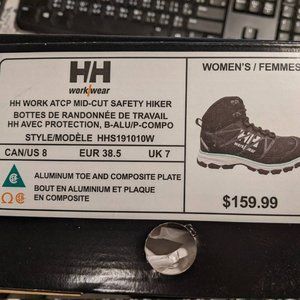 HH
workwear
WOMEN'S / FEMMES
HH WORK ATCP MID-CUT SAFETY HIKER
BOTTES DE RANDONNÉE DE TRAVAIL
HH AVEC PROTECTION, B-ALU/P-COMPO
STYLE/MODÈLE HHS191010W
CAN/US 8 EUR 38.5 UK 7
ALUMINUM TOE AND COMPOSITE PLATE
BOUT EN ALUMINIUM ET PLAQUE
EN COMPOSITE
HH
$159.99